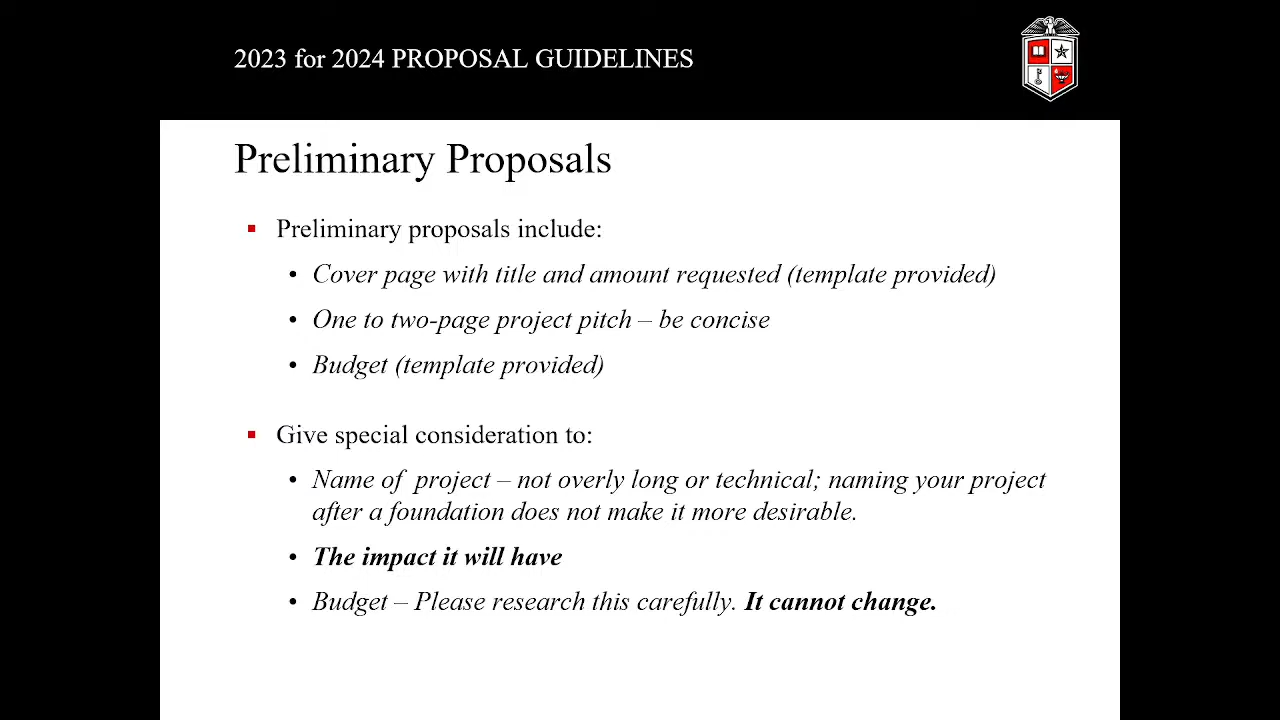 2023 for 2024 PROPOSAL GUIDELINES
Preliminary Proposals
▪ Preliminary proposals include:
• Cover page with title and amount requested (template provided)
• One to two-page project pitch – be concise
• Budget (template provided)
▪ Give special consideration to:
• Name of  project – not overly long or technical; naming your project
after a foundation does not make it more desirable.
• The impact it will have
• Budget – Please research this carefully. It cannot change.